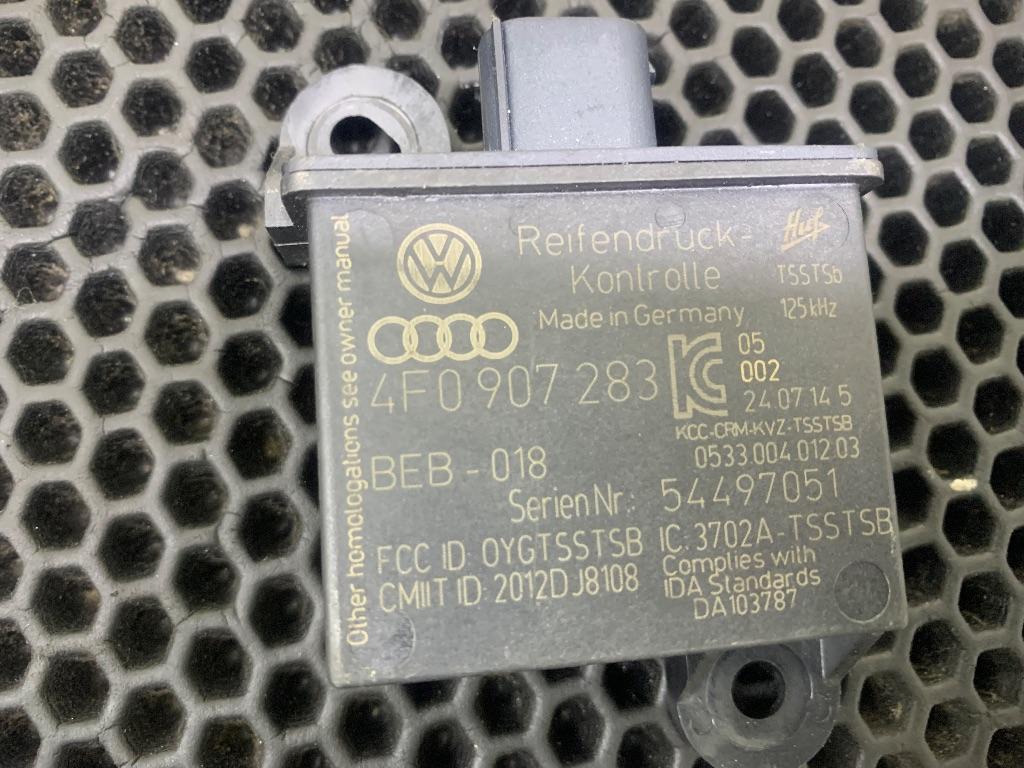 Other homologations see owner manual
VW
Reifendruck-
Kontrolle
Huf
TSSTSb
125 kHz
Made in Germany
4F0 907 283
KC
05
002
24.07.14 5
KCC-CRM-KVZ-TSSTSB
0533.004.012.03
BEB - 018
Serien Nr. 54497051
FCC ID: OYGTSSTSB IC: 3702A-TSSTSB
CMIIT ID: 2012DJ8108
Complies with
IDA Standards
DA103787